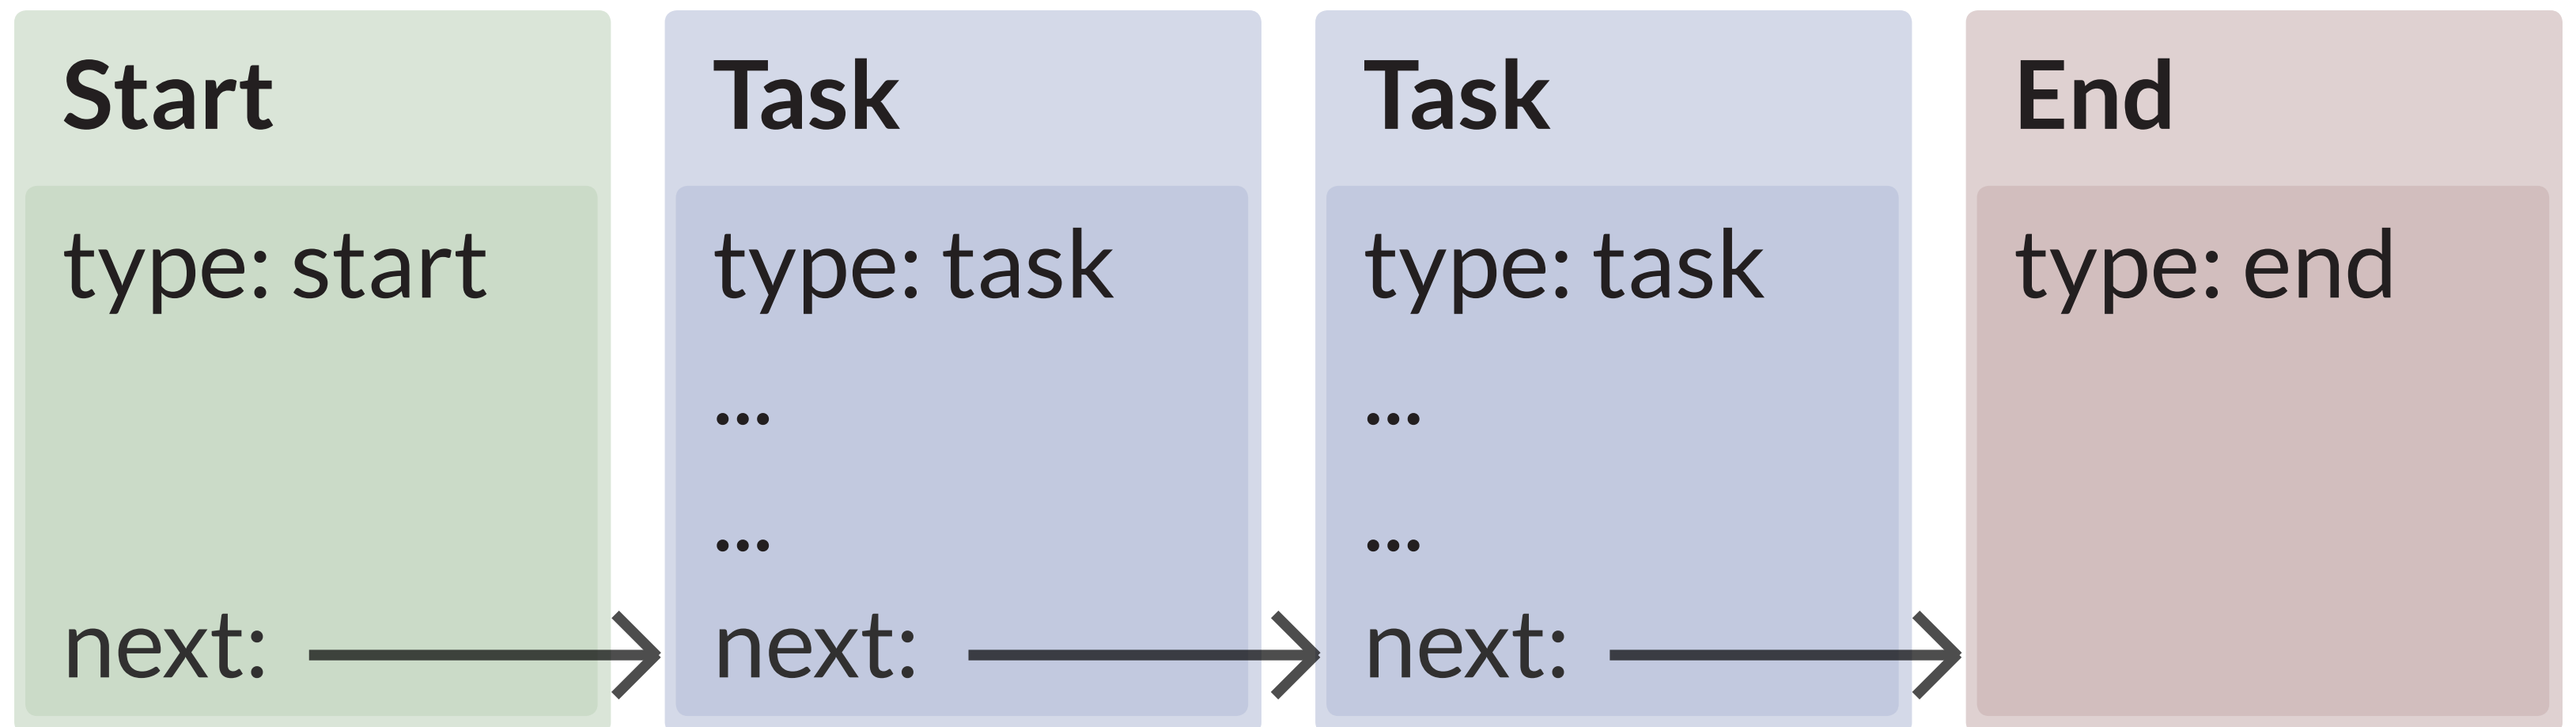 Start
type: start
next:
Task
type: task
...
...
next:
Task
type: task
...
...
next:
End
type: end